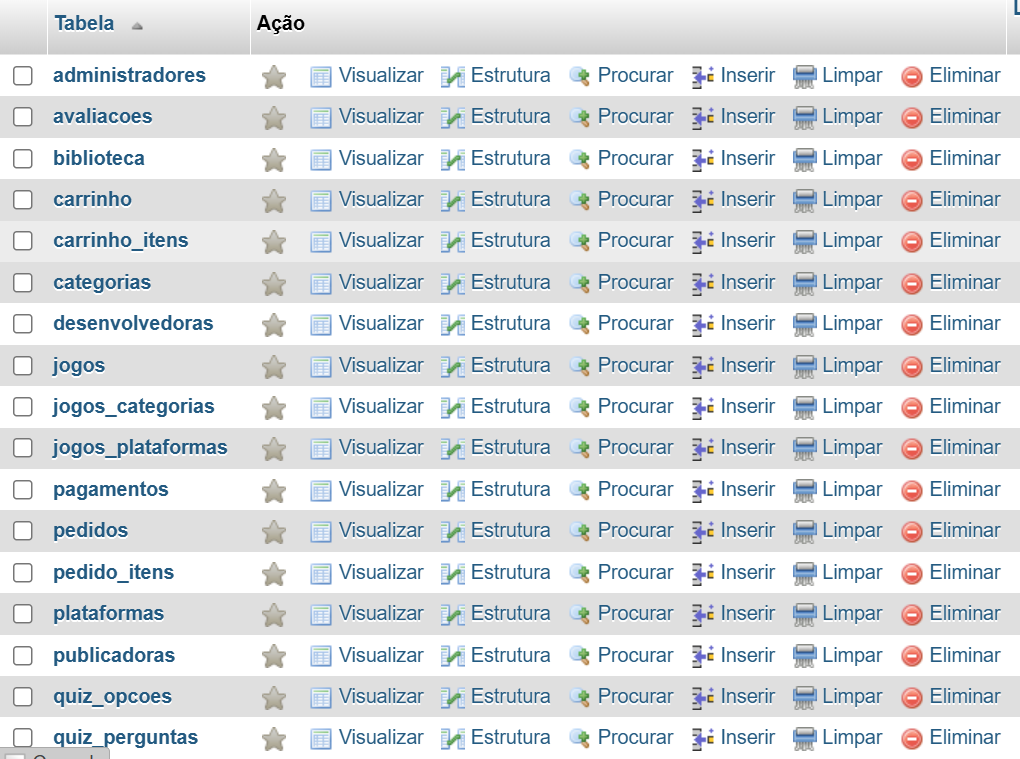 Tabela Ação
administradores Visualizar Estrutura Procurar Inserir Limpar Eliminar
avaliacoes Visualizar Estrutura Procurar Inserir Limpar Eliminar
biblioteca Visualizar Estrutura Procurar Inserir Limpar Eliminar
carrinho Visualizar Estrutura Procurar Inserir Limpar Eliminar
carrinho_itens Visualizar Estrutura Procurar Inserir Limpar Eliminar
categorias Visualizar Estrutura Procurar Inserir Limpar Eliminar
desenvolvedoras Visualizar Estrutura Procurar Inserir Limpar Eliminar
jogos Visualizar Estrutura Procurar Inserir Limpar Eliminar
jogos_categorias Visualizar Estrutura Procurar Inserir Limpar Eliminar
jogos_plataformas Visualizar Estrutura Procurar Inserir Limpar Eliminar
pagamentos Visualizar Estrutura Procurar Inserir Limpar Eliminar
pedidos Visualizar Estrutura Procurar Inserir Limpar Eliminar
pedido_itens Visualizar Estrutura Procurar Inserir Limpar Eliminar
plataformas Visualizar Estrutura Procurar Inserir Limpar Eliminar
publicadoras Visualizar Estrutura Procurar Inserir Limpar Eliminar
quiz_opcoes Visualizar Estrutura Procurar Inserir Limpar Eliminar
quiz_perguntas Visualizar Estrutura Procurar Inserir Limpar Eliminar